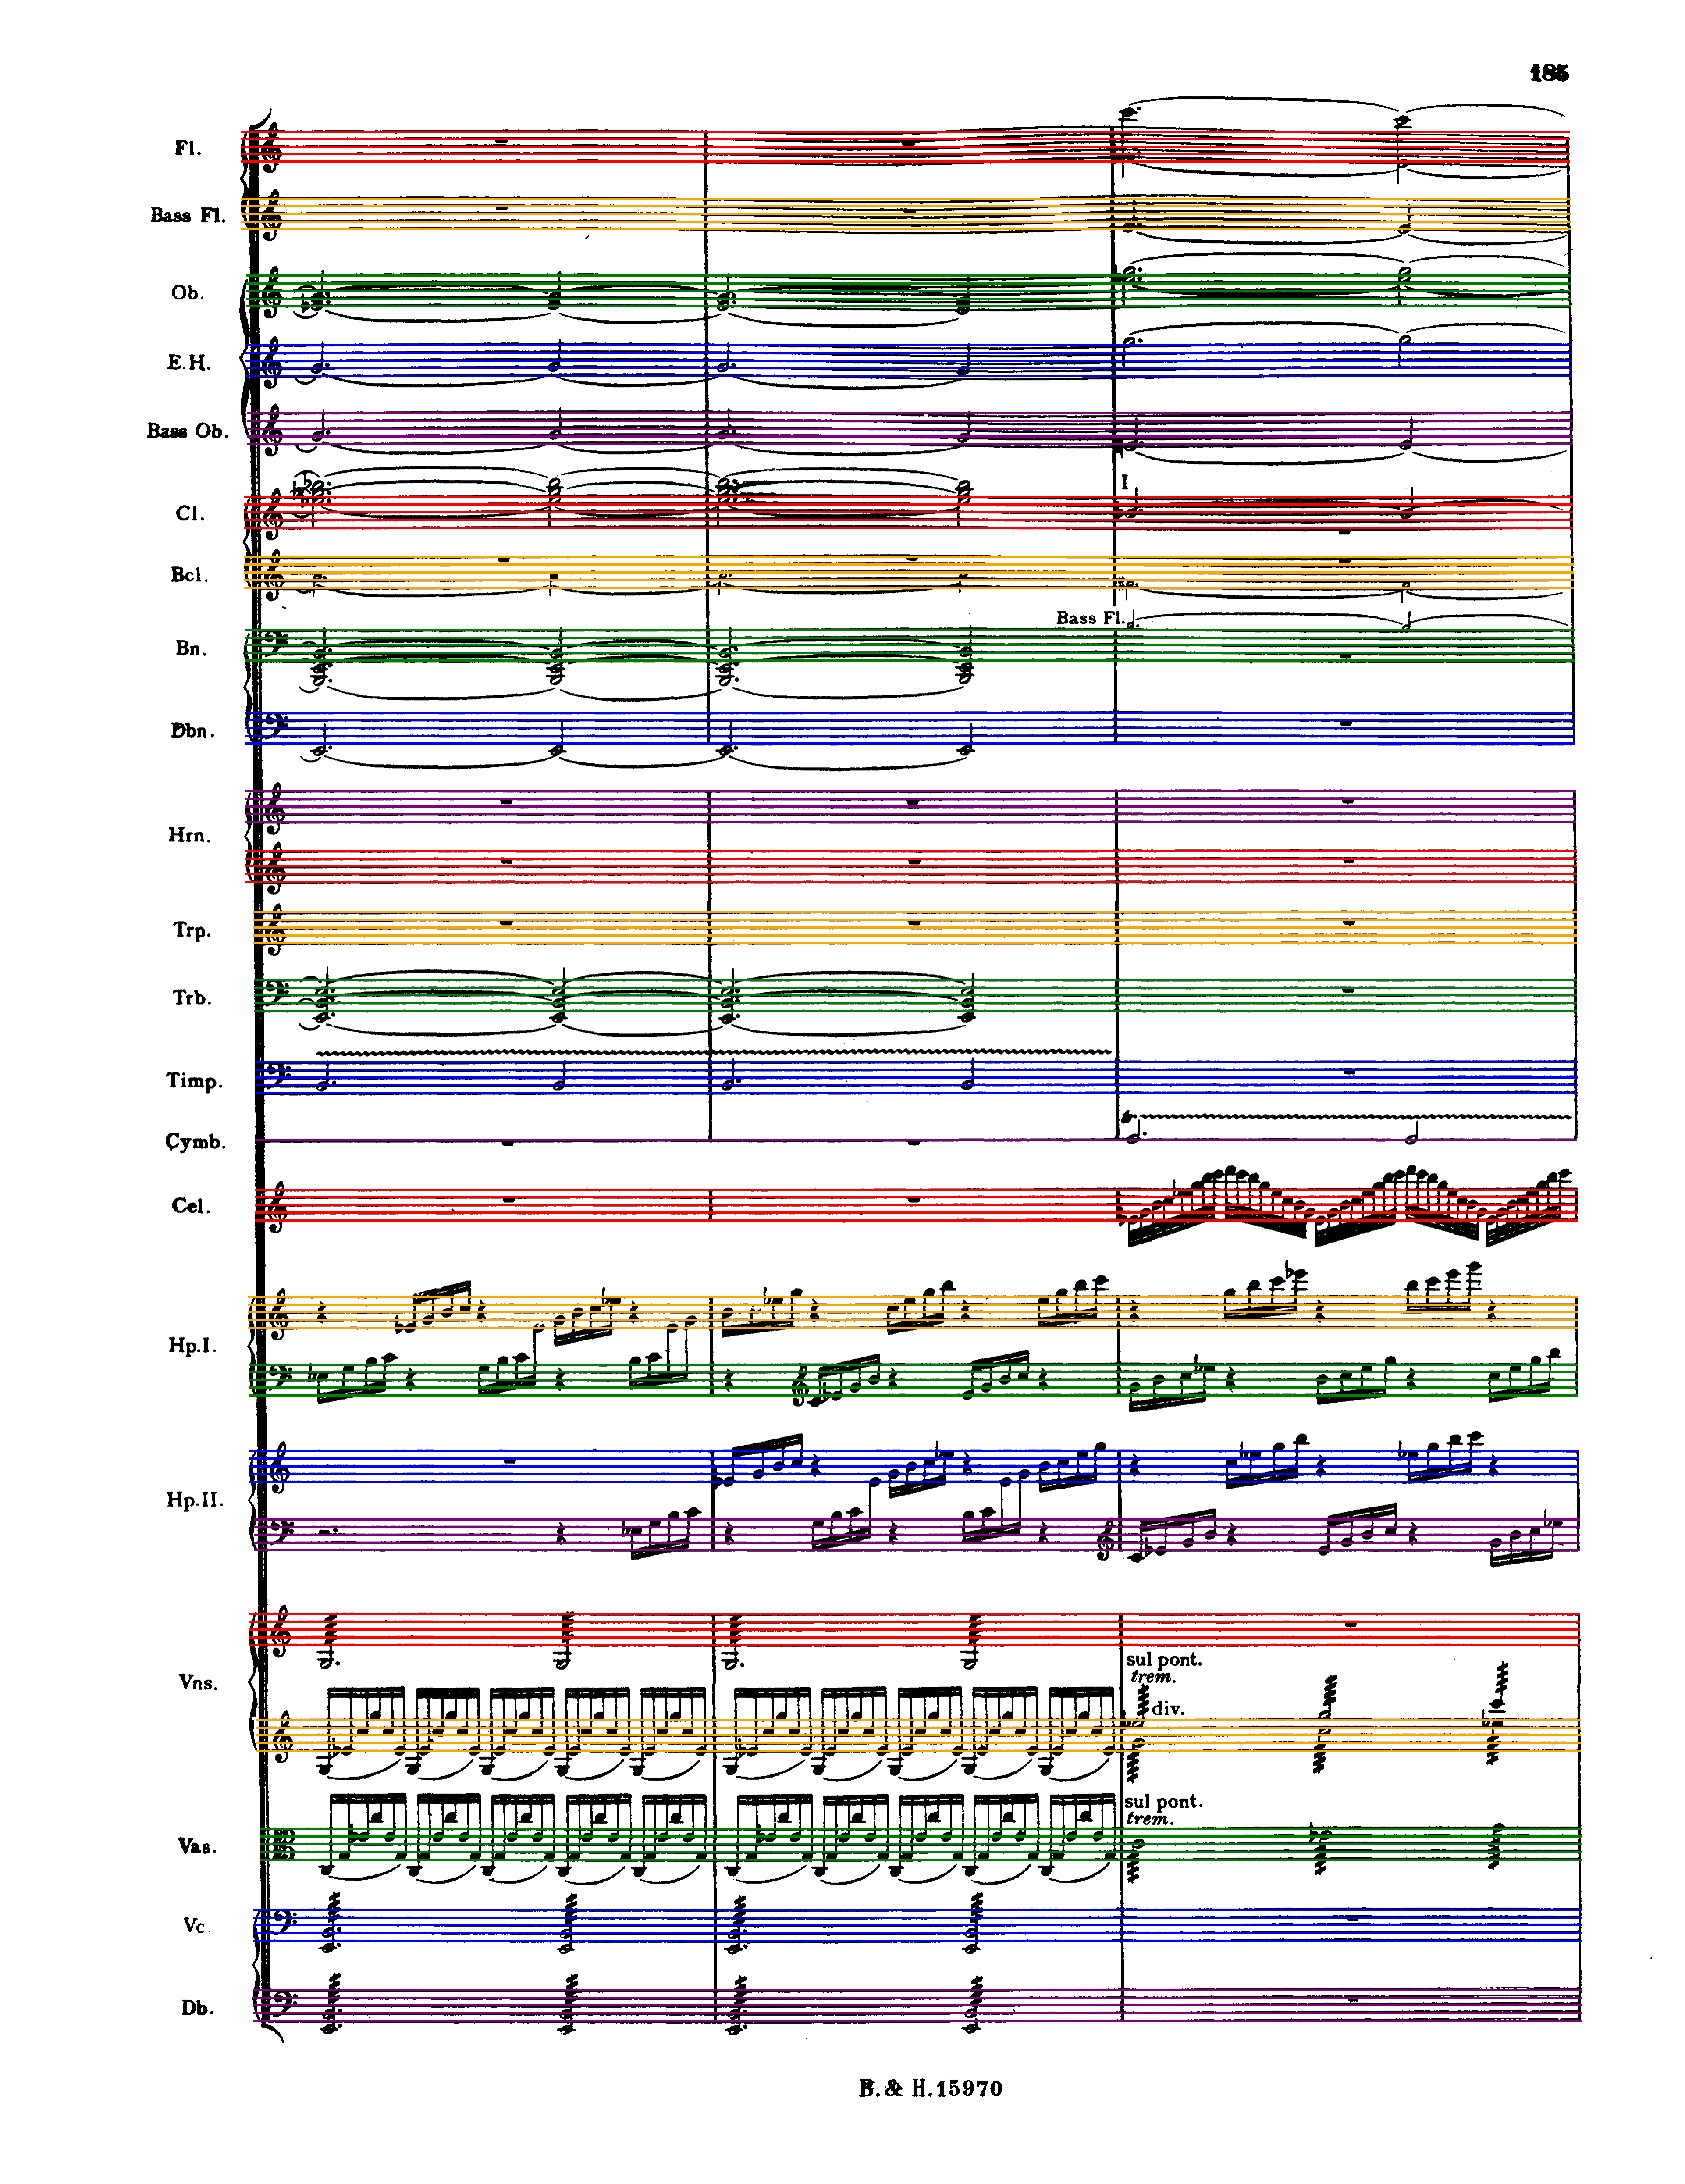 Fl.
Bass Fl.
Ob.
E.H.
Bass Ob.
Cl.
I
Bcl.
Bass Fl.
Bn.
Dbn.
Hrn.
Trp.
Trb.
Timp.
tr
Cymb.
Cel.
Hp.I.
Hp.II.
sul pont.
trem.
div.
Vns.
sul pont.
trem.
Vas.
Vc.
Db.
B. & H. 15970